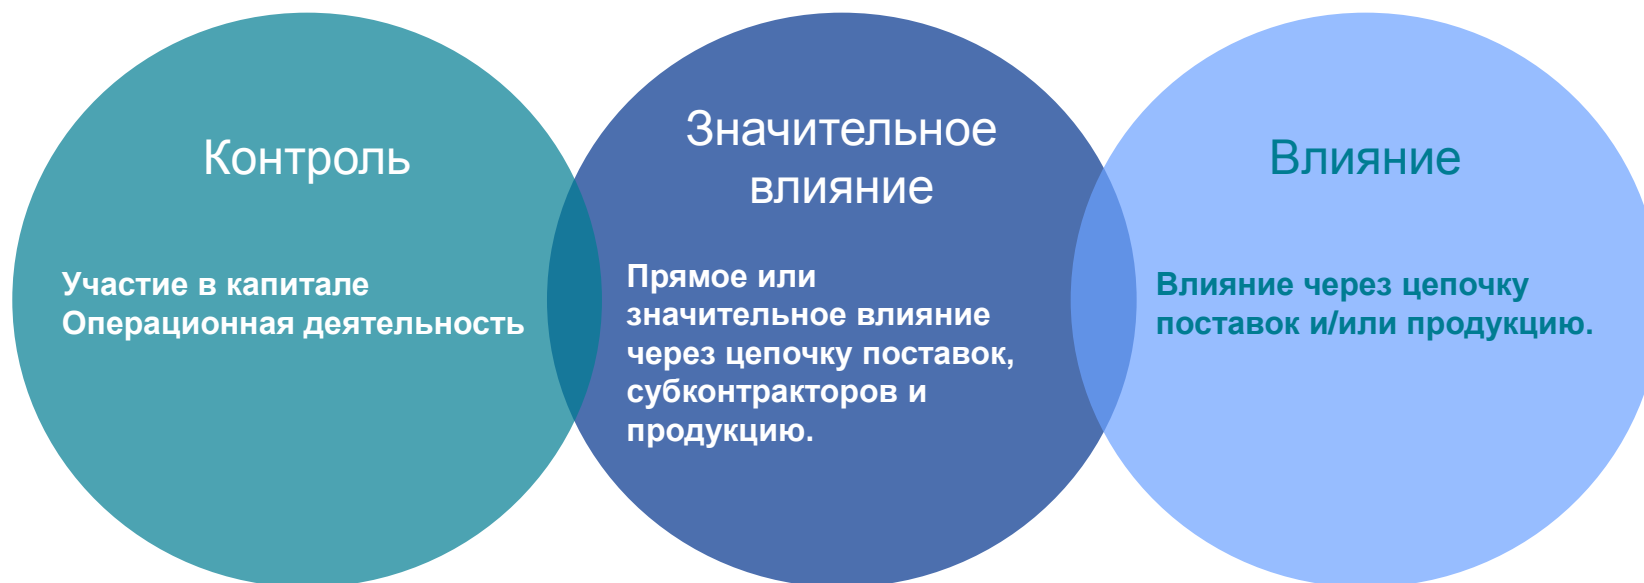 Контроль
Участие в капитале
Операционная деятельность
Значительное
влияние
Прямое или
значительное влияние
через цепочку поставок,
субконтракторов и
продукцию.
Влияние
Влияние через цепочку
поставок и/или продукцию.